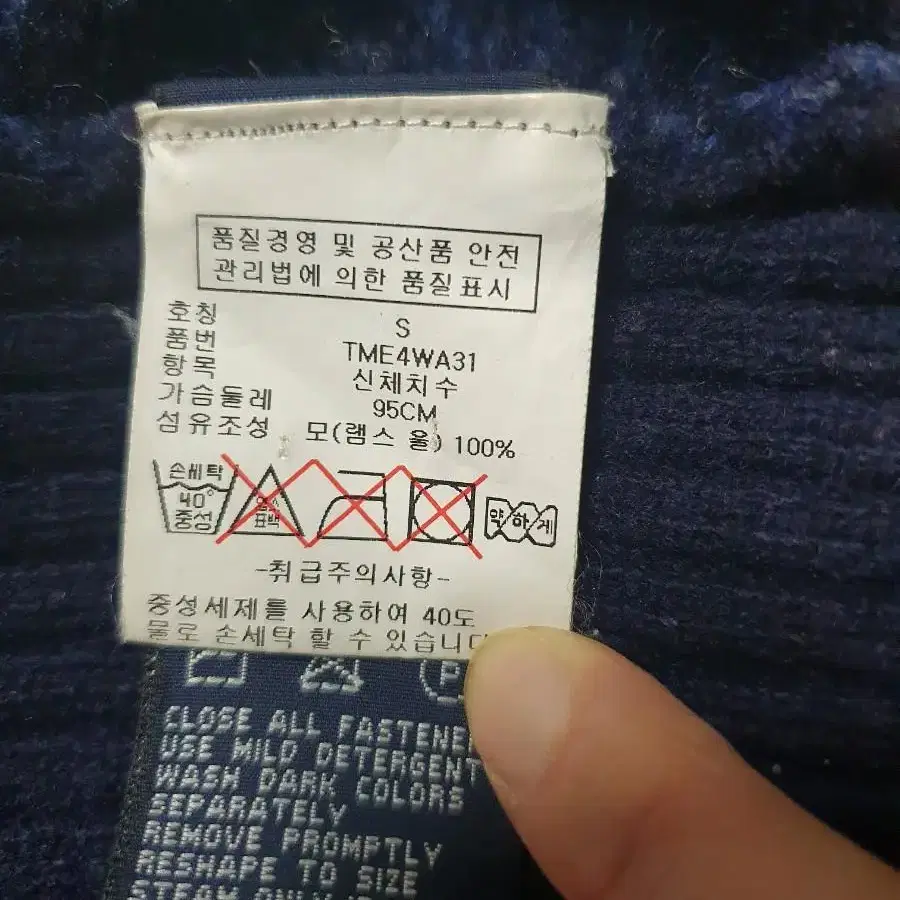 품질경영 및 공산품 안전
관리법에 의한 품질표시
호칭 S
품번 TME4WA31
항목 신체치수
가슴둘레 95CM
섬유조성 모(램스 울) 100%
손세탁
40°
중성
표백
약하게
-취급주의사항-
중성세제를 사용하여 40도
물로 손세탁 할 수 있습니다
P
CLOSE ALL
USE MILD DETERGENT
WASH DARK COLORS
SEPARATELY
REMOVE PROMPTLY
RESHAPE TO SIZE
STEAM ONLY